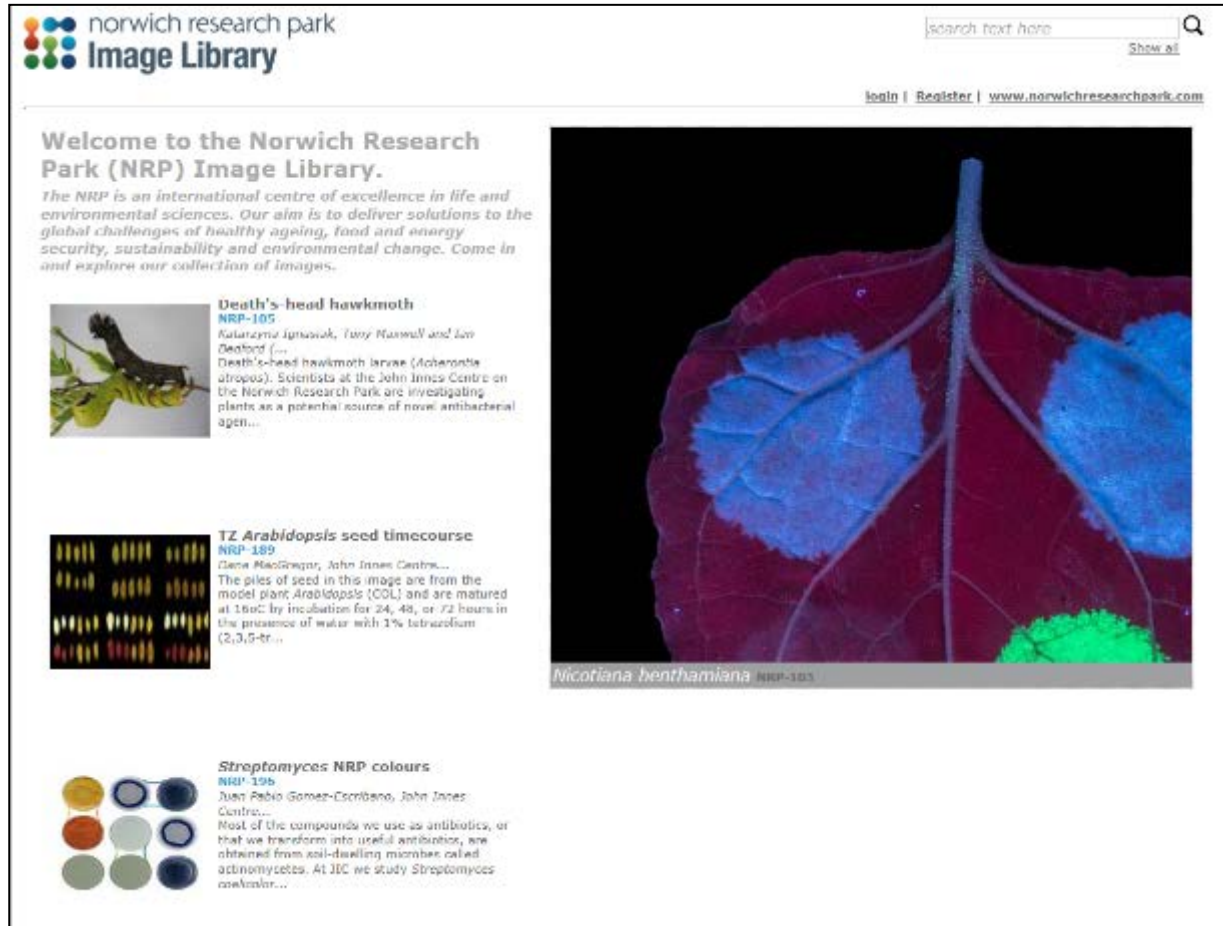 norwich research park
Image Library
search text here
Show all
login | Register | www.norwichresearchpark.com
Welcome to the Norwich Research
Park (NRP) Image Library.
The NRP is an international centre of excellence in life and
environmental sciences. Our aim is to deliver solutions to the
global challenges of healthy ageing, food and energy
security, sustainability and environmental change. Come in
and explore our collection of images.
Death's-head hawkmoth
NRP-105
Katarzyna Ignasiak, Tony Maxwell and Ian
Bedford (...
Death's-head hawkmoth larvae (Acherontia
atropos). Scientists at the John Innes Centre on
the Norwich Research Park are investigating
plants as a potential source of novel antibacterial
agen...
TZ Arabidopsis seed timecourse
NRP-189
Dana MacGregor, John Innes Centre...
The piles of seed in this image are from the
model plant Arabidopsis (COL) and are matured
at 16oC by incubation for 24, 48, or 72 hours in
the presence of water with 1% tetrazolium
(2,3,5-tr...
Streptomyces NRP colours
NRP-196
Juan Pablo Gomez-Escribano, John Innes
Centre...
Most of the compounds we use as antibiotics, or
that we transform into useful antibiotics, are
obtained from soil-dwelling microbes called
actinomycetes. At JIC we study Streptomyces
coelicolor...
Nicotiana benthamiana NRP-103